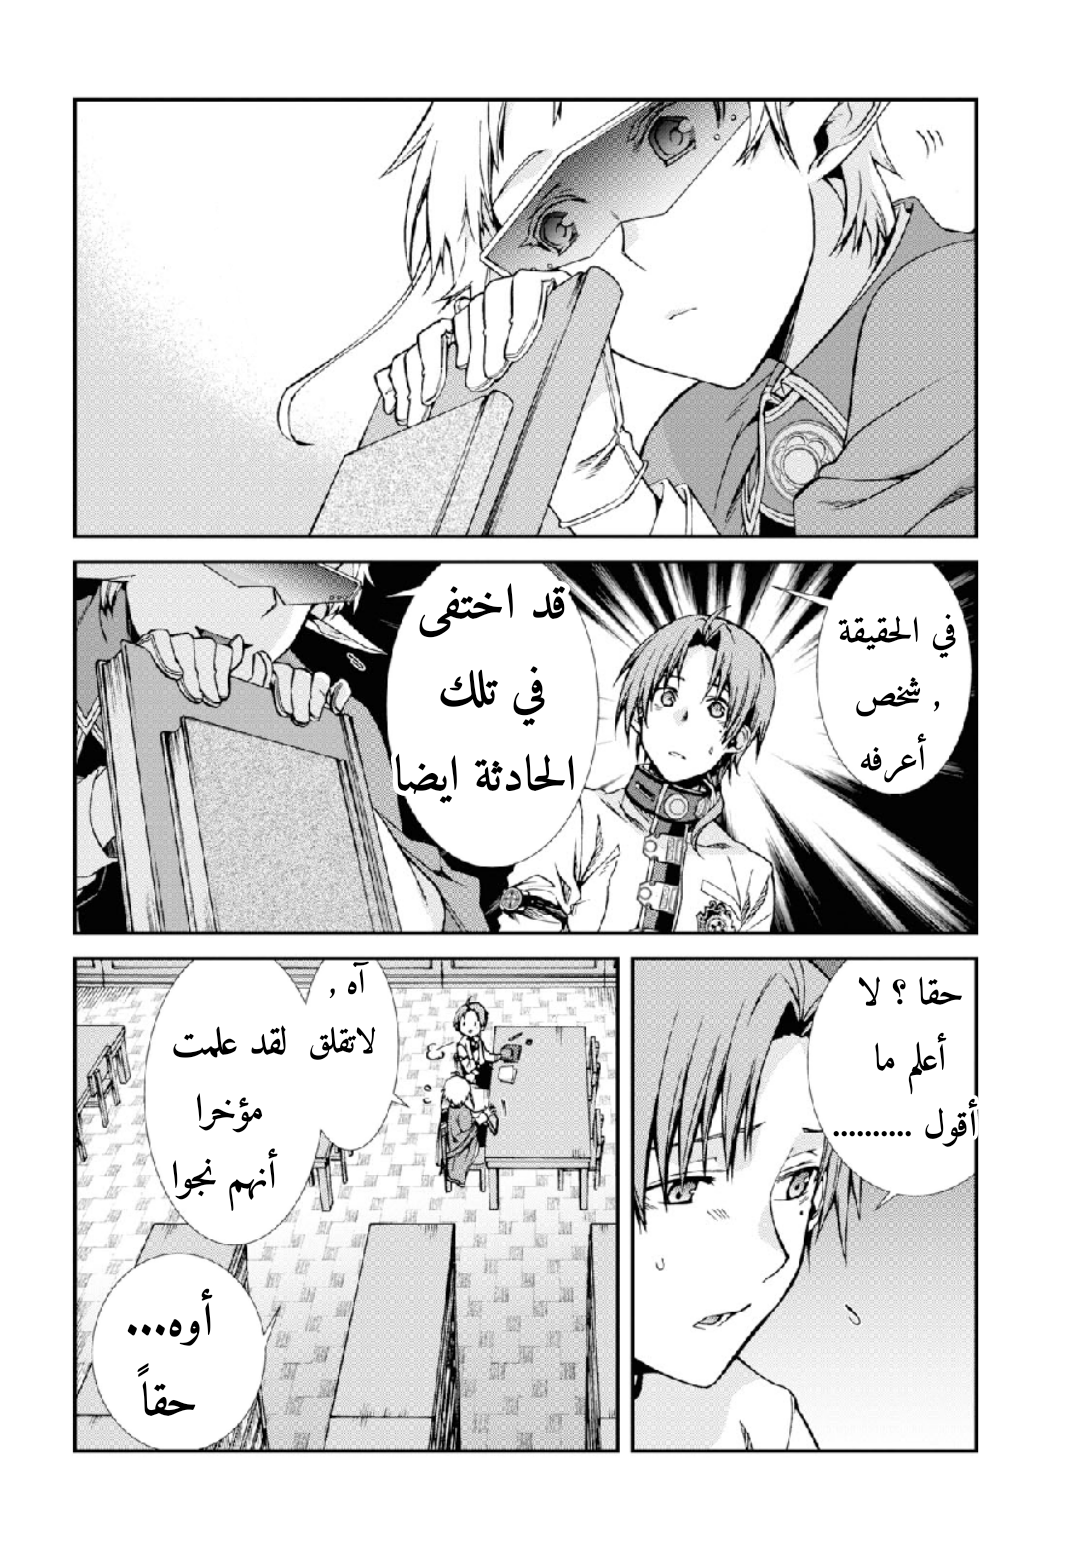 في الحقيقة
, شخص
أعرفه
قد اختفى
في تلك
الحادثة ايضا
حقا ؟ لا
أعلم ما
أقول ..........
آه ,
لاتقلق
لقد علمت
مؤخرا
أنهم نجوا
أوه...
حقاً